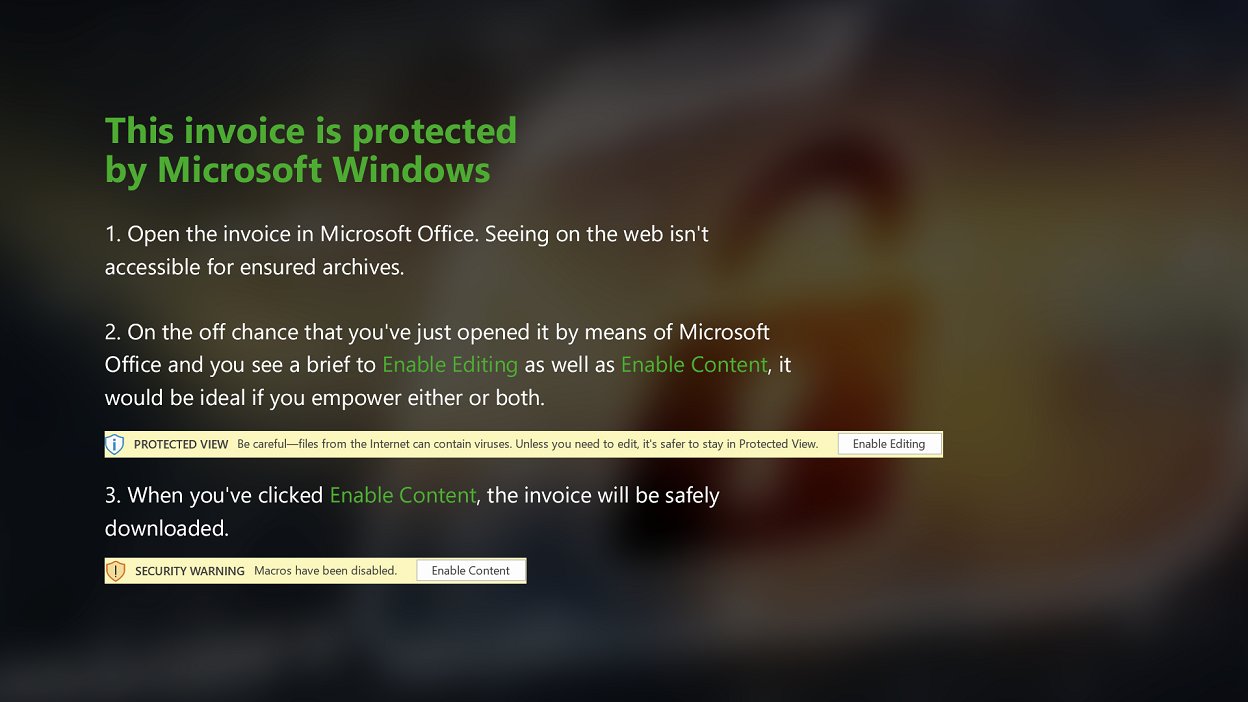 This invoice is protected
by Microsoft Windows
1. Open the invoice in Microsoft Office. Seeing on the web isn't
accessible for ensured archives.
2. On the off chance that you've just opened it by means of Microsoft
Office and you see a brief to Enable Editing as well as Enable Content, it
would be ideal if you empower either or both.
PROTECTED VIEW Be careful—files from the Internet can contain viruses. Unless you need to edit, it's safer to stay in Protected View. Enable Editing
3. When you've clicked Enable Content, the invoice will be safely
downloaded.
SECURITY WARNING Macros have been disabled. Enable Content